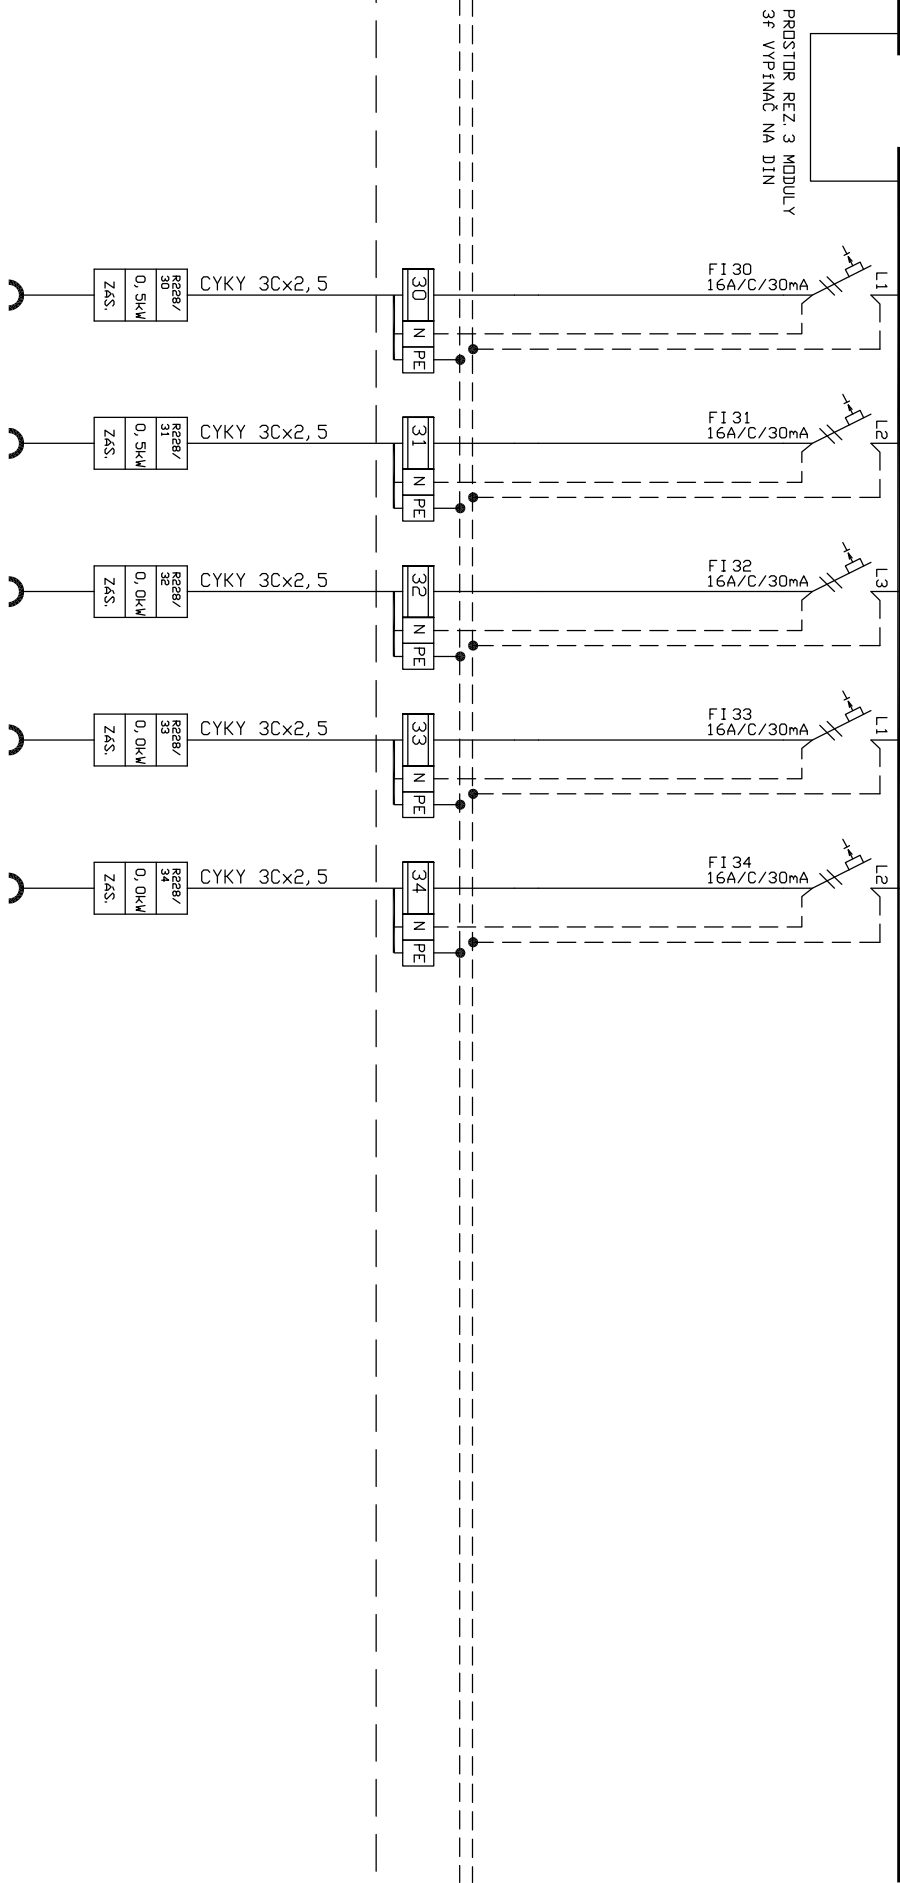 PROSTOR REZ. 3 MODULY
3f VYPÍNAČ NA DIN
L1
FI30
16A/C/30mA
30
N
PE
CYKY 3Cx2,5
R228/
30
0,5kW
ZÁS.
L2
FI31
16A/C/30mA
31
N
PE
CYKY 3Cx2,5
R228/
31
0,5kW
ZÁS.
L3
FI32
16A/C/30mA
32
N
PE
CYKY 3Cx2,5
R228/
32
0,0kW
ZÁS.
L1
FI33
16A/C/30mA
33
N
PE
CYKY 3Cx2,5
R228/
33
0,0kW
ZÁS.
L2
FI34
16A/C/30mA
34
N
PE
CYKY 3Cx2,5
R228/
34
0,0kW
ZÁS.